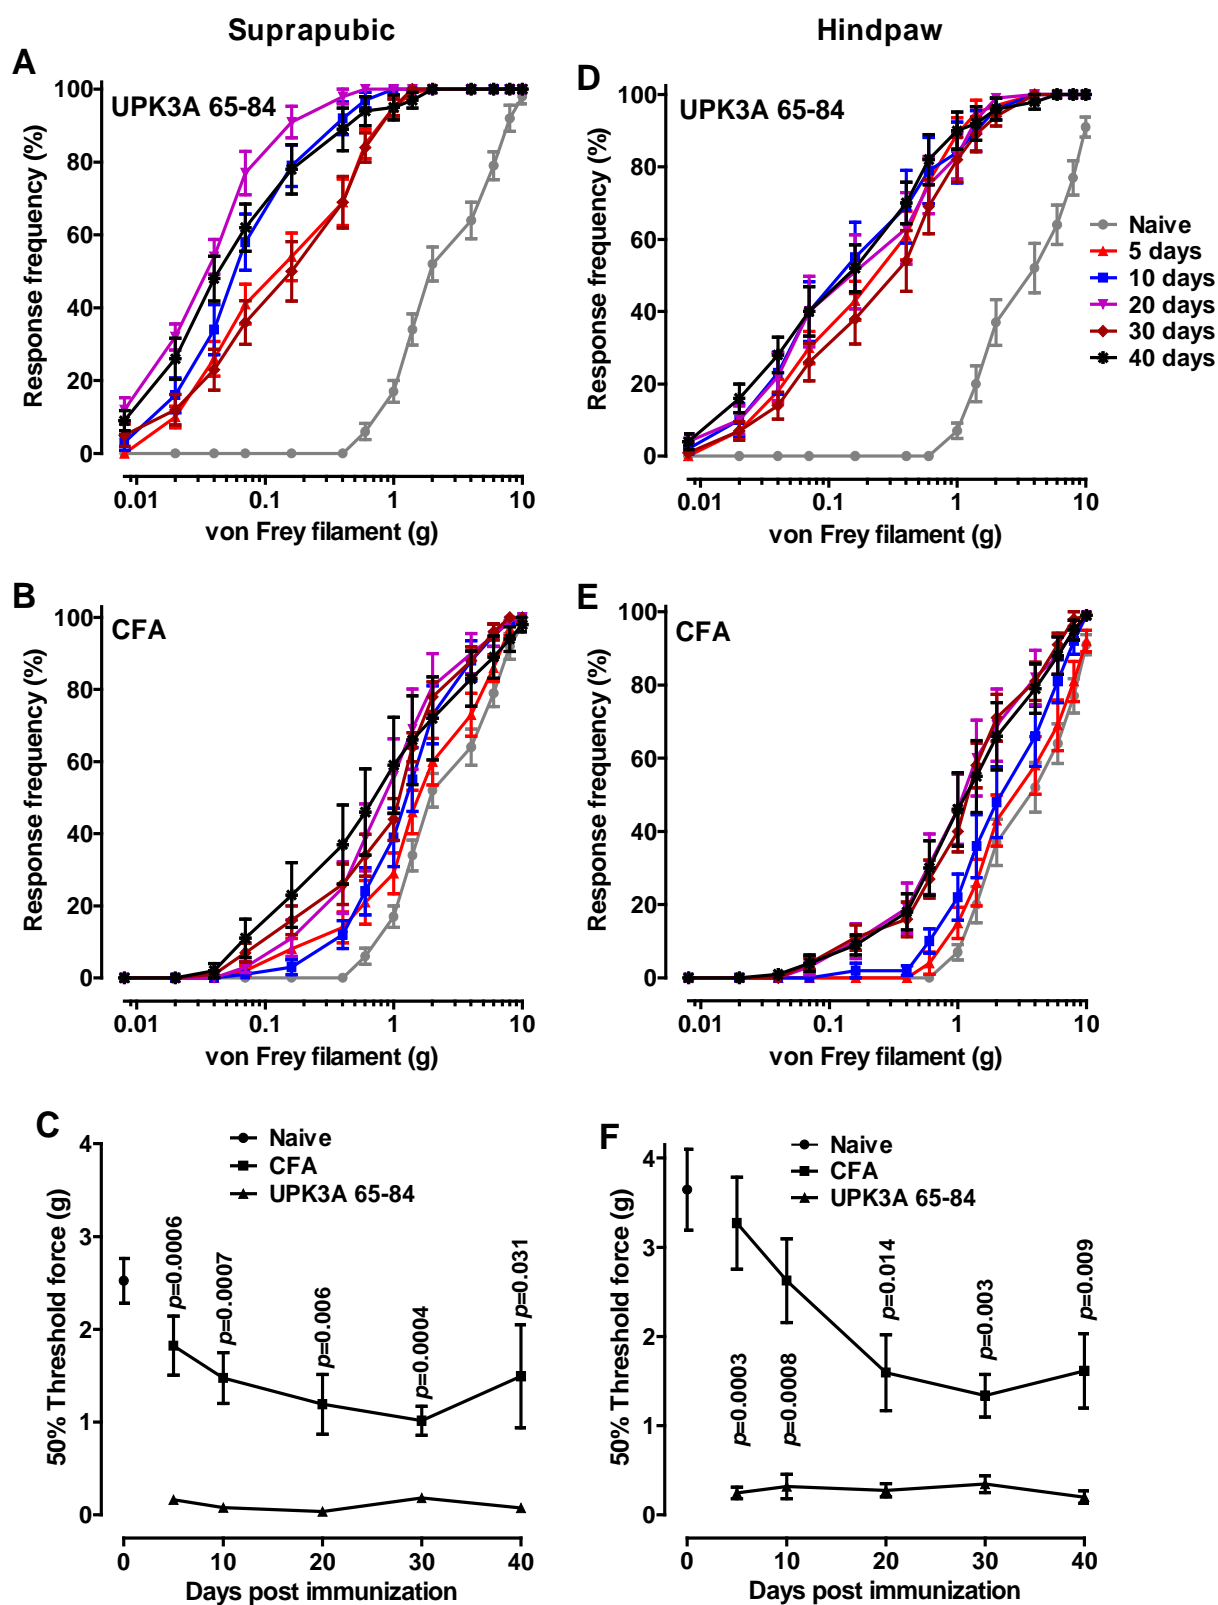 Suprapubic
Hindpaw
A
UPK3A 65-84
Response frequency (%)
100
80
60
40
20
0
0.01 0.1 1 10
von Frey filament (g)
D
UPK3A 65-84
Response frequency (%)
100
80
60
40
20
0
0.01 0.1 1 10
von Frey filament (g)
Naive
5 days
10 days
20 days
30 days
40 days
B
CFA
Response frequency (%)
100
80
60
40
20
0
0.01 0.1 1 10
von Frey filament (g)
E
CFA
Response frequency (%)
100
80
60
40
20
0
0.01 0.1 1 10
von Frey filament (g)
C
Naive
CFA
UPK3A 65-84
50% Threshold force (g)
4
3
2
1
0
p=0.0006
p=0.0007
p=0.006
p=0.0004
p=0.031
0 10 20 30 40
Days post immunization
F
Naive
CFA
UPK3A 65-84
50% Threshold force (g)
4
3
2
1
0
p=0.0003
p=0.0008
p=0.014
p=0.003
p=0.009
0 10 20 30 40
Days post immunization